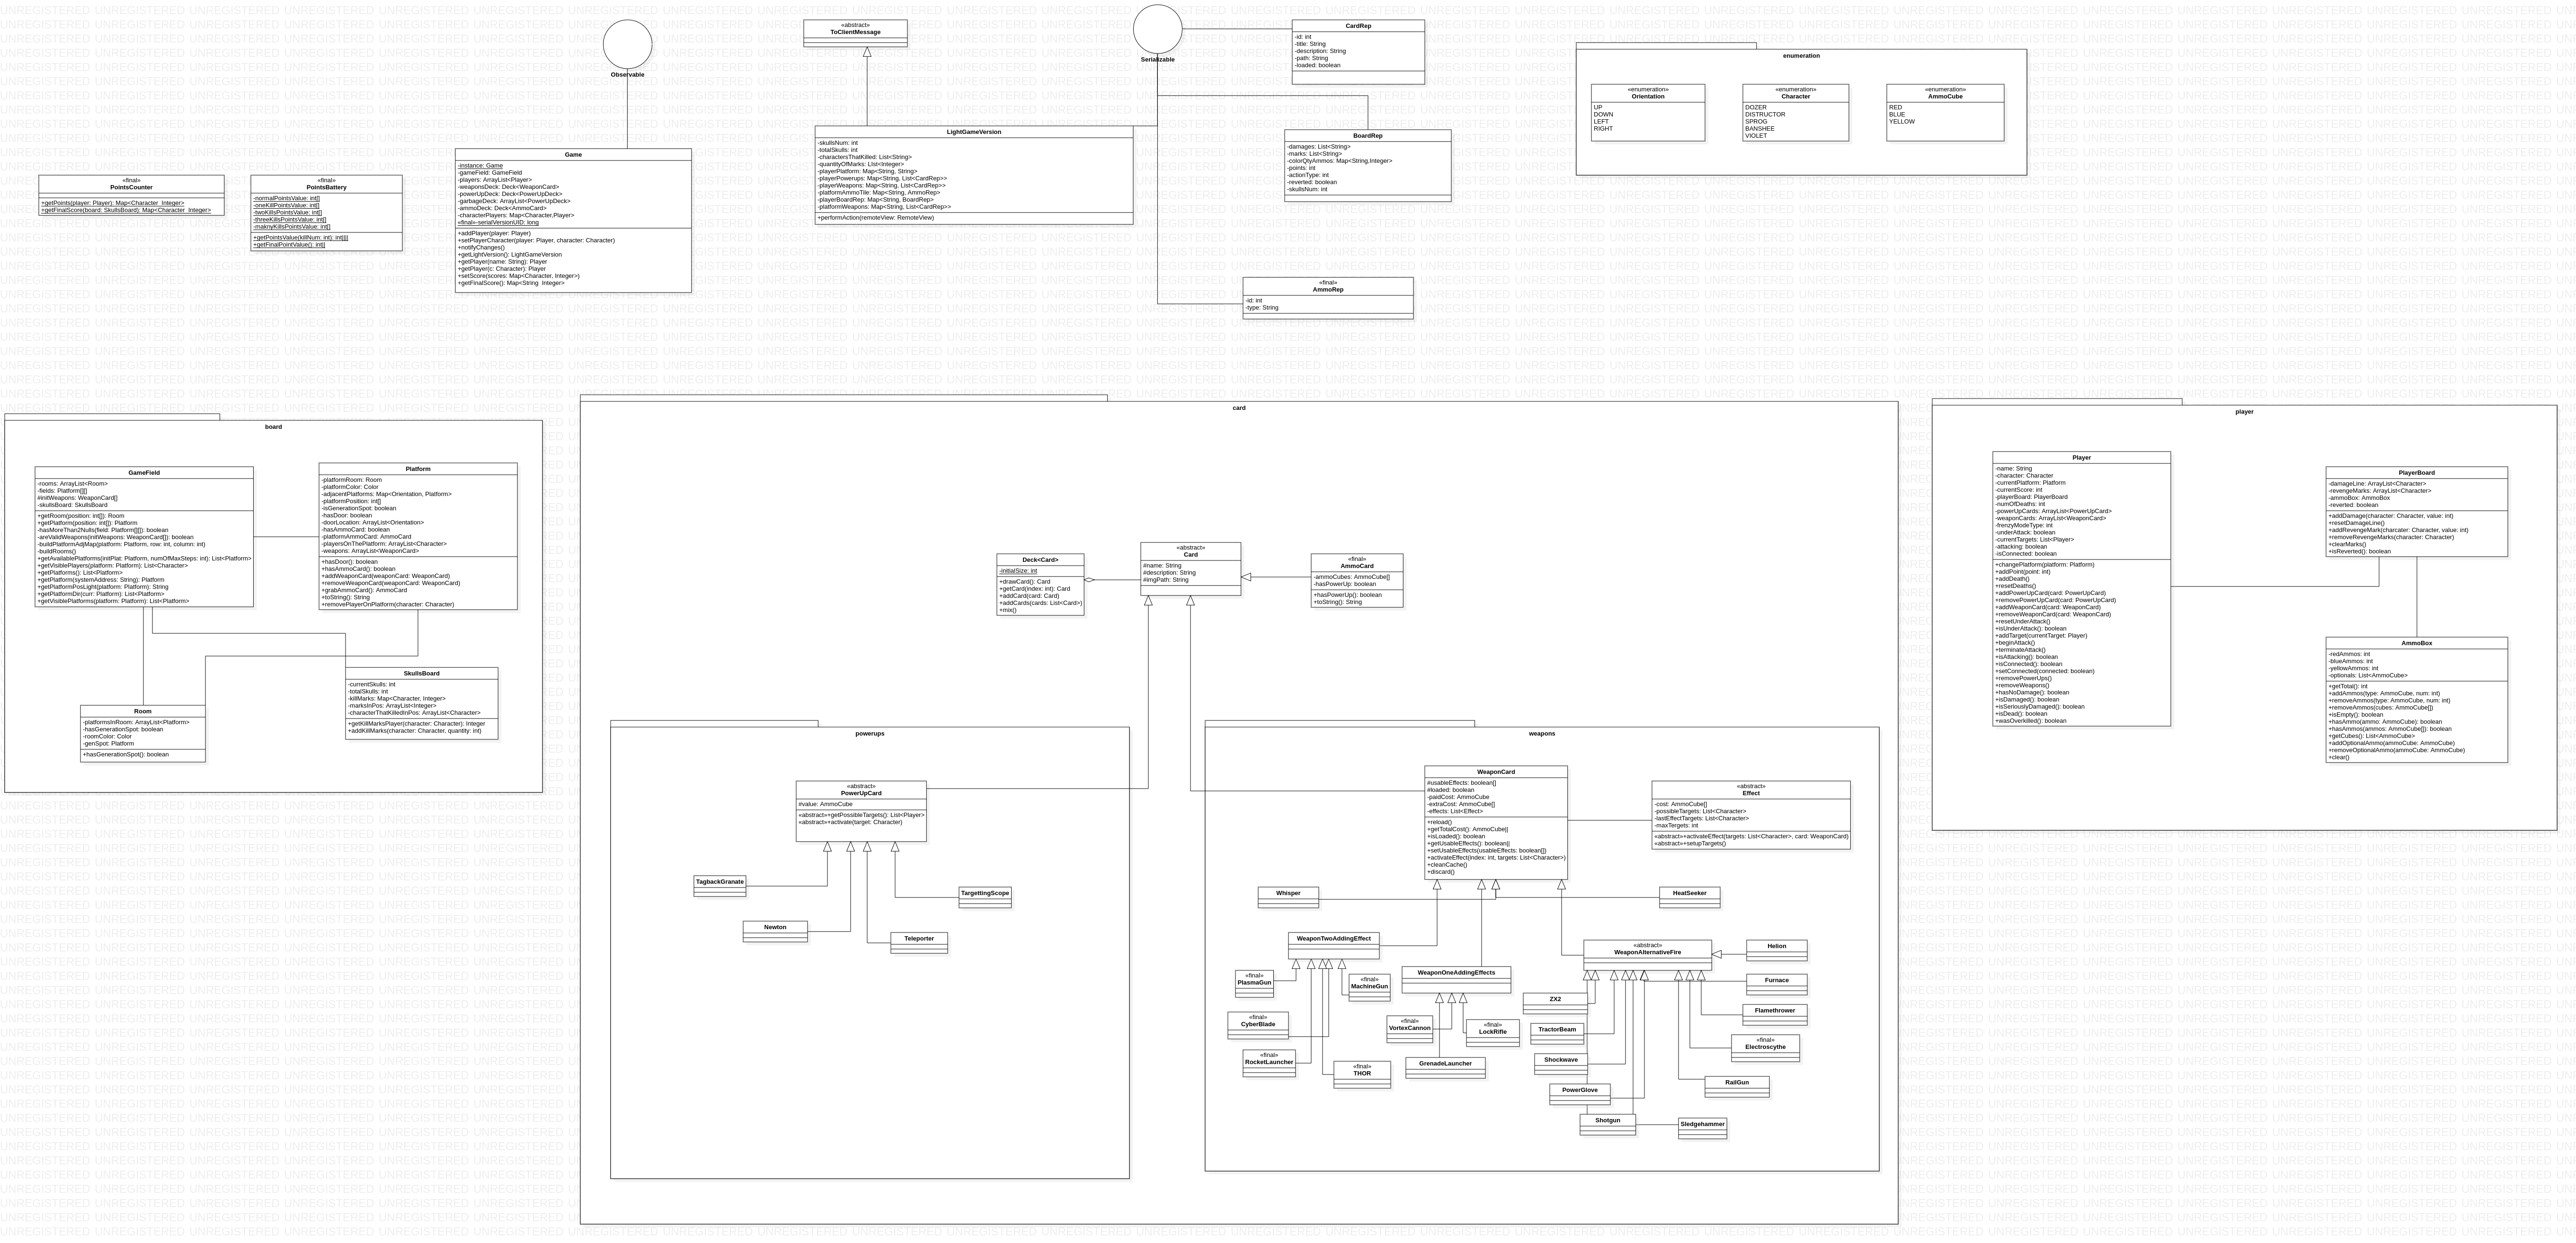 Observable
«abstract»
ToClientMessage
Serializable
CardRep
-id: int
-title: String
-description: String
-path: String
-loaded: boolean
enumeration
«enumeration»
Orientation
UP
DOWN
LEFT
RIGHT
«enumeration»
Character
DOZER
DISTRUCTOR
SPROG
BANSHEE
VIOLET
«enumeration»
AmmoCube
RED
BLUE
YELLOW
«final»
PointsCounter
+getPoints(player: Player): Map<Character, Integer>
+getFinalScore(board: SkullsBoard): Map<Character, Integer>
«final»
PointsBattery
-normalPointsValue: int[]
-oneKillPointsValue: int[]
-twoKillsPointsValue: int[]
-threeKillsPointsValue: int[]
-maknyKillsPointsValue: int[]
+getPointsValue(killNum: int): int[][]
+getFinalPointValue(): int[]
Game
-instance: Game
-gameField: GameField
-players: ArrayList<Player>
-weaponsDeck: Deck<WeaponCard>
-powerUpDeck: Deck<PowerUpDeck>
-garbageDeck: ArrayList<PowerUpDeck>
-ammoDeck: Deck<AmmoCard>
-characterPlayers: Map<Character,Player>
«final»-serialVersionUID: long
+addPlayer(player: Player)
+setPlayerCharacter(player: Player, character: Character)
+notifyChanges()
+getLightVersion(): LightGameVersion
+getPlayer(name: String): Player
+getPlayer(c: Character): Player
+setScore(scores: Map<Character, Integer>)
+getFinalScore(): Map<String, Integer>
LightGameVersion
-skullsNum: int
-totalSkulls: int
-charactersThatKilled: List<String>
-quantityOfMarks: LIst<Integer>
-playerPlatform: Map<String, String>
-playerPowerups: Map<String, List<CardRep>>
-playerWeapons: Map<String, List<CardRep>>
-platformAmmoTile: Map<String, AmmoRep>
-playerBoardRep: Map<String, BoardRep>
-platformWeapons: Map<String, List<CardRep>>
+performAction(remoteView: RemoteView)
BoardRep
-damages: List<String>
-marks: List<String>
-colorQtyAmmos: Map<String,Integer>
-points: int
-actionType: int
-reverted: boolean
-skullsNum: int
«final»
AmmoRep
-id: int
-type: String
board
GameField
-rooms: ArrayList<Room>
-fields: Platform[][]
#initWeapons: WeaponCard[]
-skullsBoard: SkullsBoard
+getRoom(position: int[]): Room
+getPlatform(position: int[]): Platform
-hasMoreThan2Nulls(field: Platform[][]): boolean
-areValidWeapons(initWeapons: WeaponCard[]): boolean
-buildPlatformAdjMap(platform: Platform, row: int, column: int)
-buildRooms()
+getAvailablePlatforms(initPlat: Platform, numOfMaxSteps: int): List<Platform>
+getVisiblePlayers(platform: Platform): List<Character>
+getPlatforms(): List<Platform>
+getPlatform(systemAddress: String): Platform
+getPlatformPosLight(platform: Platform): String
+getPlatformDir(curr: Platform): List<Platform>
+getVisiblePlatforms(platform: Platform): List<Platform>
Platform
-platformRoom: Room
-platformColor: Color
-adjacentPlatforms: Map<Orientation, Platform>
-platformPosition: int[]
-isGenerationSpot: boolean
-hasDoor: boolean
-doorLocation: ArrayList<Orientation>
-hasAmmoCard: boolean
-platformAmmoCard: AmmoCard
-playersOnThePlatform: ArrayList<Character>
-weapons: ArrayList<WeaponCard>
+hasDoor(): boolean
+hasAmmoCard(): boolean
+addWeaponCard(weaponCard: WeaponCard)
+removeWeaponCard(weaponCard: WeaponCard)
+grabAmmoCard(): AmmoCard
+toString(): String
+removePlayerOnPlatform(character: Character)
SkullsBoard
-currentSkulls: int
-totalSkulls: int
-killMarks: Map<Character, Integer>
-marksInPos: ArrayList<Integer>
-characterThatKilledInPos: ArrayList<Character>
+getKillMarksPlayer(character: Character): Integer
+addKillMarks(character: Character, quantity: int)
Room
-platformsInRoom: ArrayList<Platform>
-hasGenerationSpot: boolean
-roomColor: Color
-genSpot: Platform
+hasGenerationSpot(): boolean
card
Deck<Card>
-initialSize: int
+drawCard(): Card
+getCard(index: int): Card
+addCard(card: Card)
+addCards(cards: List<Card>)
+mix()
«abstract»
Card
#name: String
#description: String
#imgPath: String
«final»
AmmoCard
-ammoCubes: AmmoCube[]
-hasPowerUp: boolean
+hasPowerUp(): boolean
+toString(): String
powerups
«abstract»
PowerUpCard
#value: AmmoCube
«abstract»+getPossibleTargets(): List<Player>
«abstract»+activate(target: Character)
TagbackGranate
Newton
Teleporter
TargettingScope
weapons
WeaponCard
#usableEffects: boolean[]
#loaded: boolean
-paidCost: AmmoCube
-extraCost: AmmoCube[]
-effects: List<Effect>
+reload()
+getTotalCost(): AmmoCube[]
+isLoaded(): boolean
+getUsableEffects(): boolean[]
+setUsableEffects(usableEffects: boolean[])
+activateEffect(index: int, targets: List<Character>)
+cleanCache()
+discard()
«abstract»
Effect
-cost: AmmoCube[]
-possibleTargets: List<Character>
-lastEffectTargets: List<Character>
-maxTergets: int
«abstract»+activateEffect(targets: List<Character>, card: WeaponCard)
«abstract»+setupTargets()
Whisper
HeatSeeker
WeaponTwoAddingEffect
«abstract»
WeaponAlternativeFire
Helion
«final»
PlasmaGun
«final»
MachineGun
WeaponOneAddingEffects
Furnace
ZX2
Flamethrower
«final»
CyberBlade
«final»
VortexCannon
«final»
LockRifle
TractorBeam
«final»
Electroscythe
«final»
RocketLauncher
«final»
THOR
GrenadeLauncher
Shockwave
RailGun
PowerGlove
Shotgun
Sledgehammer
player
Player
-name: String
-character: Character
-currentPlatform: Platform
-currentScore: int
-playerBoard: PlayerBoard
-numOfDeaths: int
-powerUpCards: ArrayList<PowerUpCard>
-weaponCards: ArrayList<WeaponCard>
-frenzyModeType: int
-underAttack: boolean
-currentTargets: List<Player>
-attacking: boolean
-isConnected: boolean
+changePlatform(platform: Platform)
+addPoint(point: int)
+addDeath()
+resetDeaths()
+addPowerUpCard(card: PowerUpCard)
+removePowerUpCard(card: PowerUpCard)
+addWeaponCard(card: WeaponCard)
+removeWeaponCard(card: WeaponCard)
+resetUnderAttack()
+isUnderAttack(): boolean
+addTarget(currentTarget: Player)
+beginAttack()
+terminateAttack()
+isAttacking(): boolean
+isConnected(): boolean
+setConnected(connected: boolean)
+removePowerUps()
+removeWeapons()
+hasNoDamage(): boolean
+isDamaged(): boolean
+isSeriouslyDamaged(): boolean
+isDead(): boolean
+wasOverkilled(): boolean
PlayerBoard
-damageLine: ArrayList<Character>
-revengeMarks: ArrayList<Character>
-ammoBox: AmmoBox
-reverted: boolean
+addDamage(character: Character, value: int)
+resetDamageLine()
+addRevengeMark(charcater: Character, value: int)
+removeRevengeMarks(character: Character)
+clearMarks()
+isReverted(): boolean
AmmoBox
-redAmmos: int
-blueAmmos: int
-yellowAmmos: int
-optionals: List<AmmoCube>
+getTotal(): int
+addAmmos(type: AmmoCube, num: int)
+removeAmmos(type: AmmoCube, num: int)
+removeAmmos(cubes: AmmoCube[])
+isEmpty(): boolean
+hasAmmo(ammo: AmmoCube): boolean
+hasAmmos(ammos: AmmoCube[]): boolean
+getCubes(): List<AmmoCube>
+addOptionalAmmo(ammoCube: AmmoCube)
+removeOptionalAmmo(ammoCube: AmmoCube)
+clear()